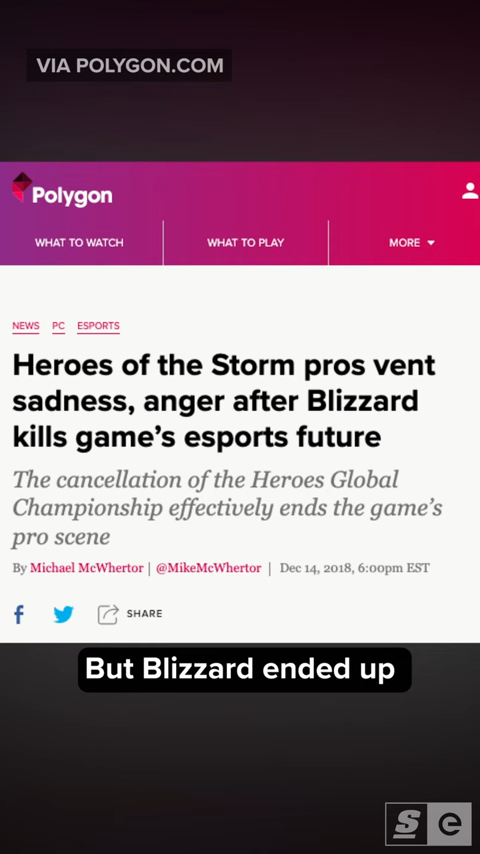 VIA POLYGON.COM
Polygon
WHAT TO WATCH
WHAT TO PLAY
MORE
NEWS PC ESPORTS
Heroes of the Storm pros vent
sadness, anger after Blizzard
kills game’s esports future
The cancellation of the Heroes Global
Championship effectively ends the game’s
pro scene
By Michael McWhertor | @MikeMcWhertor | Dec 14, 2018, 6:00pm EST
SHARE
But Blizzard ended up